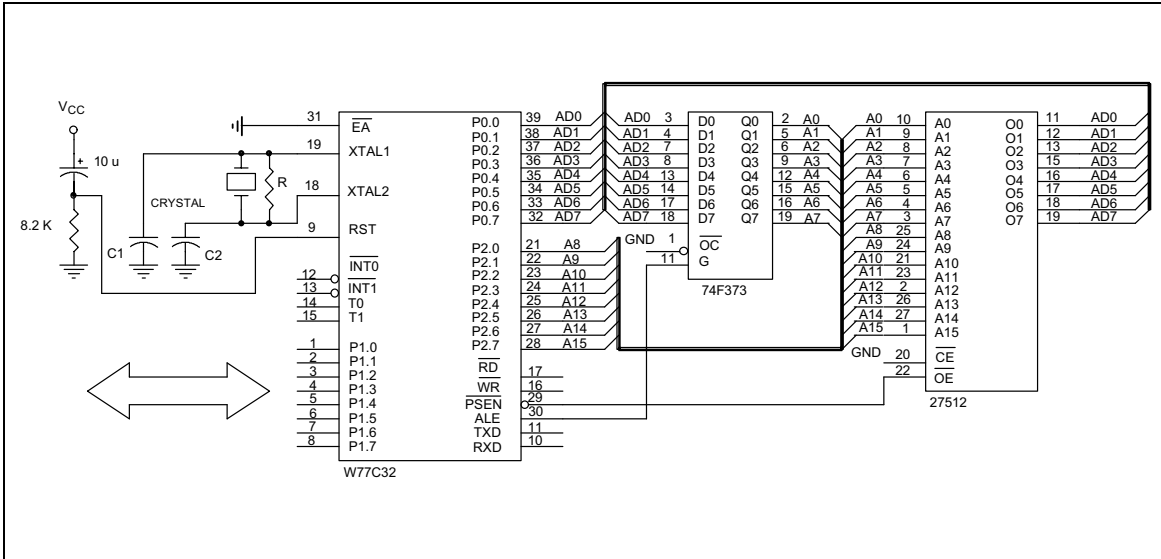 VCC
10 u
8.2 K
C1
CRYSTAL
C2
R
31 EA
19 XTAL1
18 XTAL2
9 RST
12 INT0
13 INT1
14 T0
15 T1
1 P1.0
2 P1.1
3 P1.2
4 P1.3
5 P1.4
6 P1.5
7 P1.6
8 P1.7
P0.0 39 AD0
P0.1 38 AD1
P0.2 37 AD2
P0.3 36 AD3
P0.4 35 AD4
P0.5 34 AD5
P0.6 33 AD6
P0.7 32 AD7
P2.0 21 A8
P2.1 22 A9
P2.2 23 A10
P2.3 24 A11
P2.4 25 A12
P2.5 26 A13
P2.6 27 A14
P2.7 28 A15
RD 17
WR 16
PSEN 29
ALE 30
TXD 11
RXD 10
W77C32
AD0 3 D0 Q0 2 A0
AD1 4 D1 Q1 5 A1
AD2 7 D2 Q2 6 A2
AD3 8 D3 Q3 9 A3
AD4 13 D4 Q4 12 A4
AD5 14 D5 Q5 15 A5
AD6 17 D6 Q6 16 A6
AD7 18 D7 Q7 19 A7
GND 1 OC
11 G
74F373
A0 10 A0 O0 11 AD0
A1 9 A1 O1 12 AD1
A2 8 A2 O2 13 AD2
A3 7 A3 O3 15 AD3
A4 6 A4 O4 16 AD4
A5 5 A5 O5 17 AD5
A6 4 A6 O6 18 AD6
A7 3 A7 O7 19 AD7
A8 25 A8
A9 24 A9
A10 21 A10
A11 23 A11
A12 2 A12
A13 26 A13
A14 27 A14
A15 1 A15
GND 20 CE
22 OE
27512